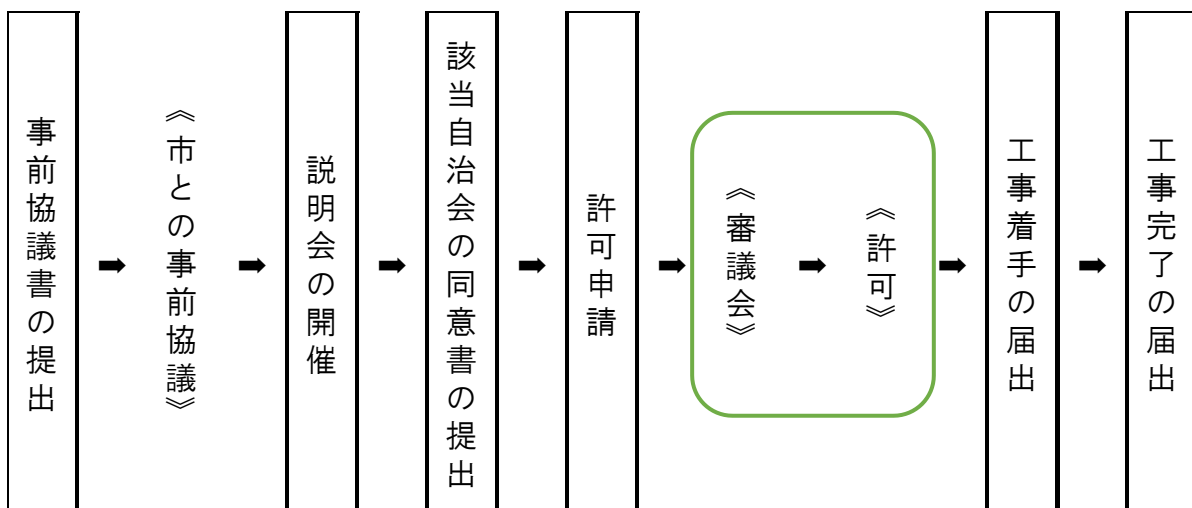 事前協議書の提出
➡
《市との事前協議》
➡
説明会の開催
➡
該当自治会の同意書の提出
➡
許可申請
➡
《審議会》
➡
《許可》
➡
工事着手の届出
➡
工事完了の届出